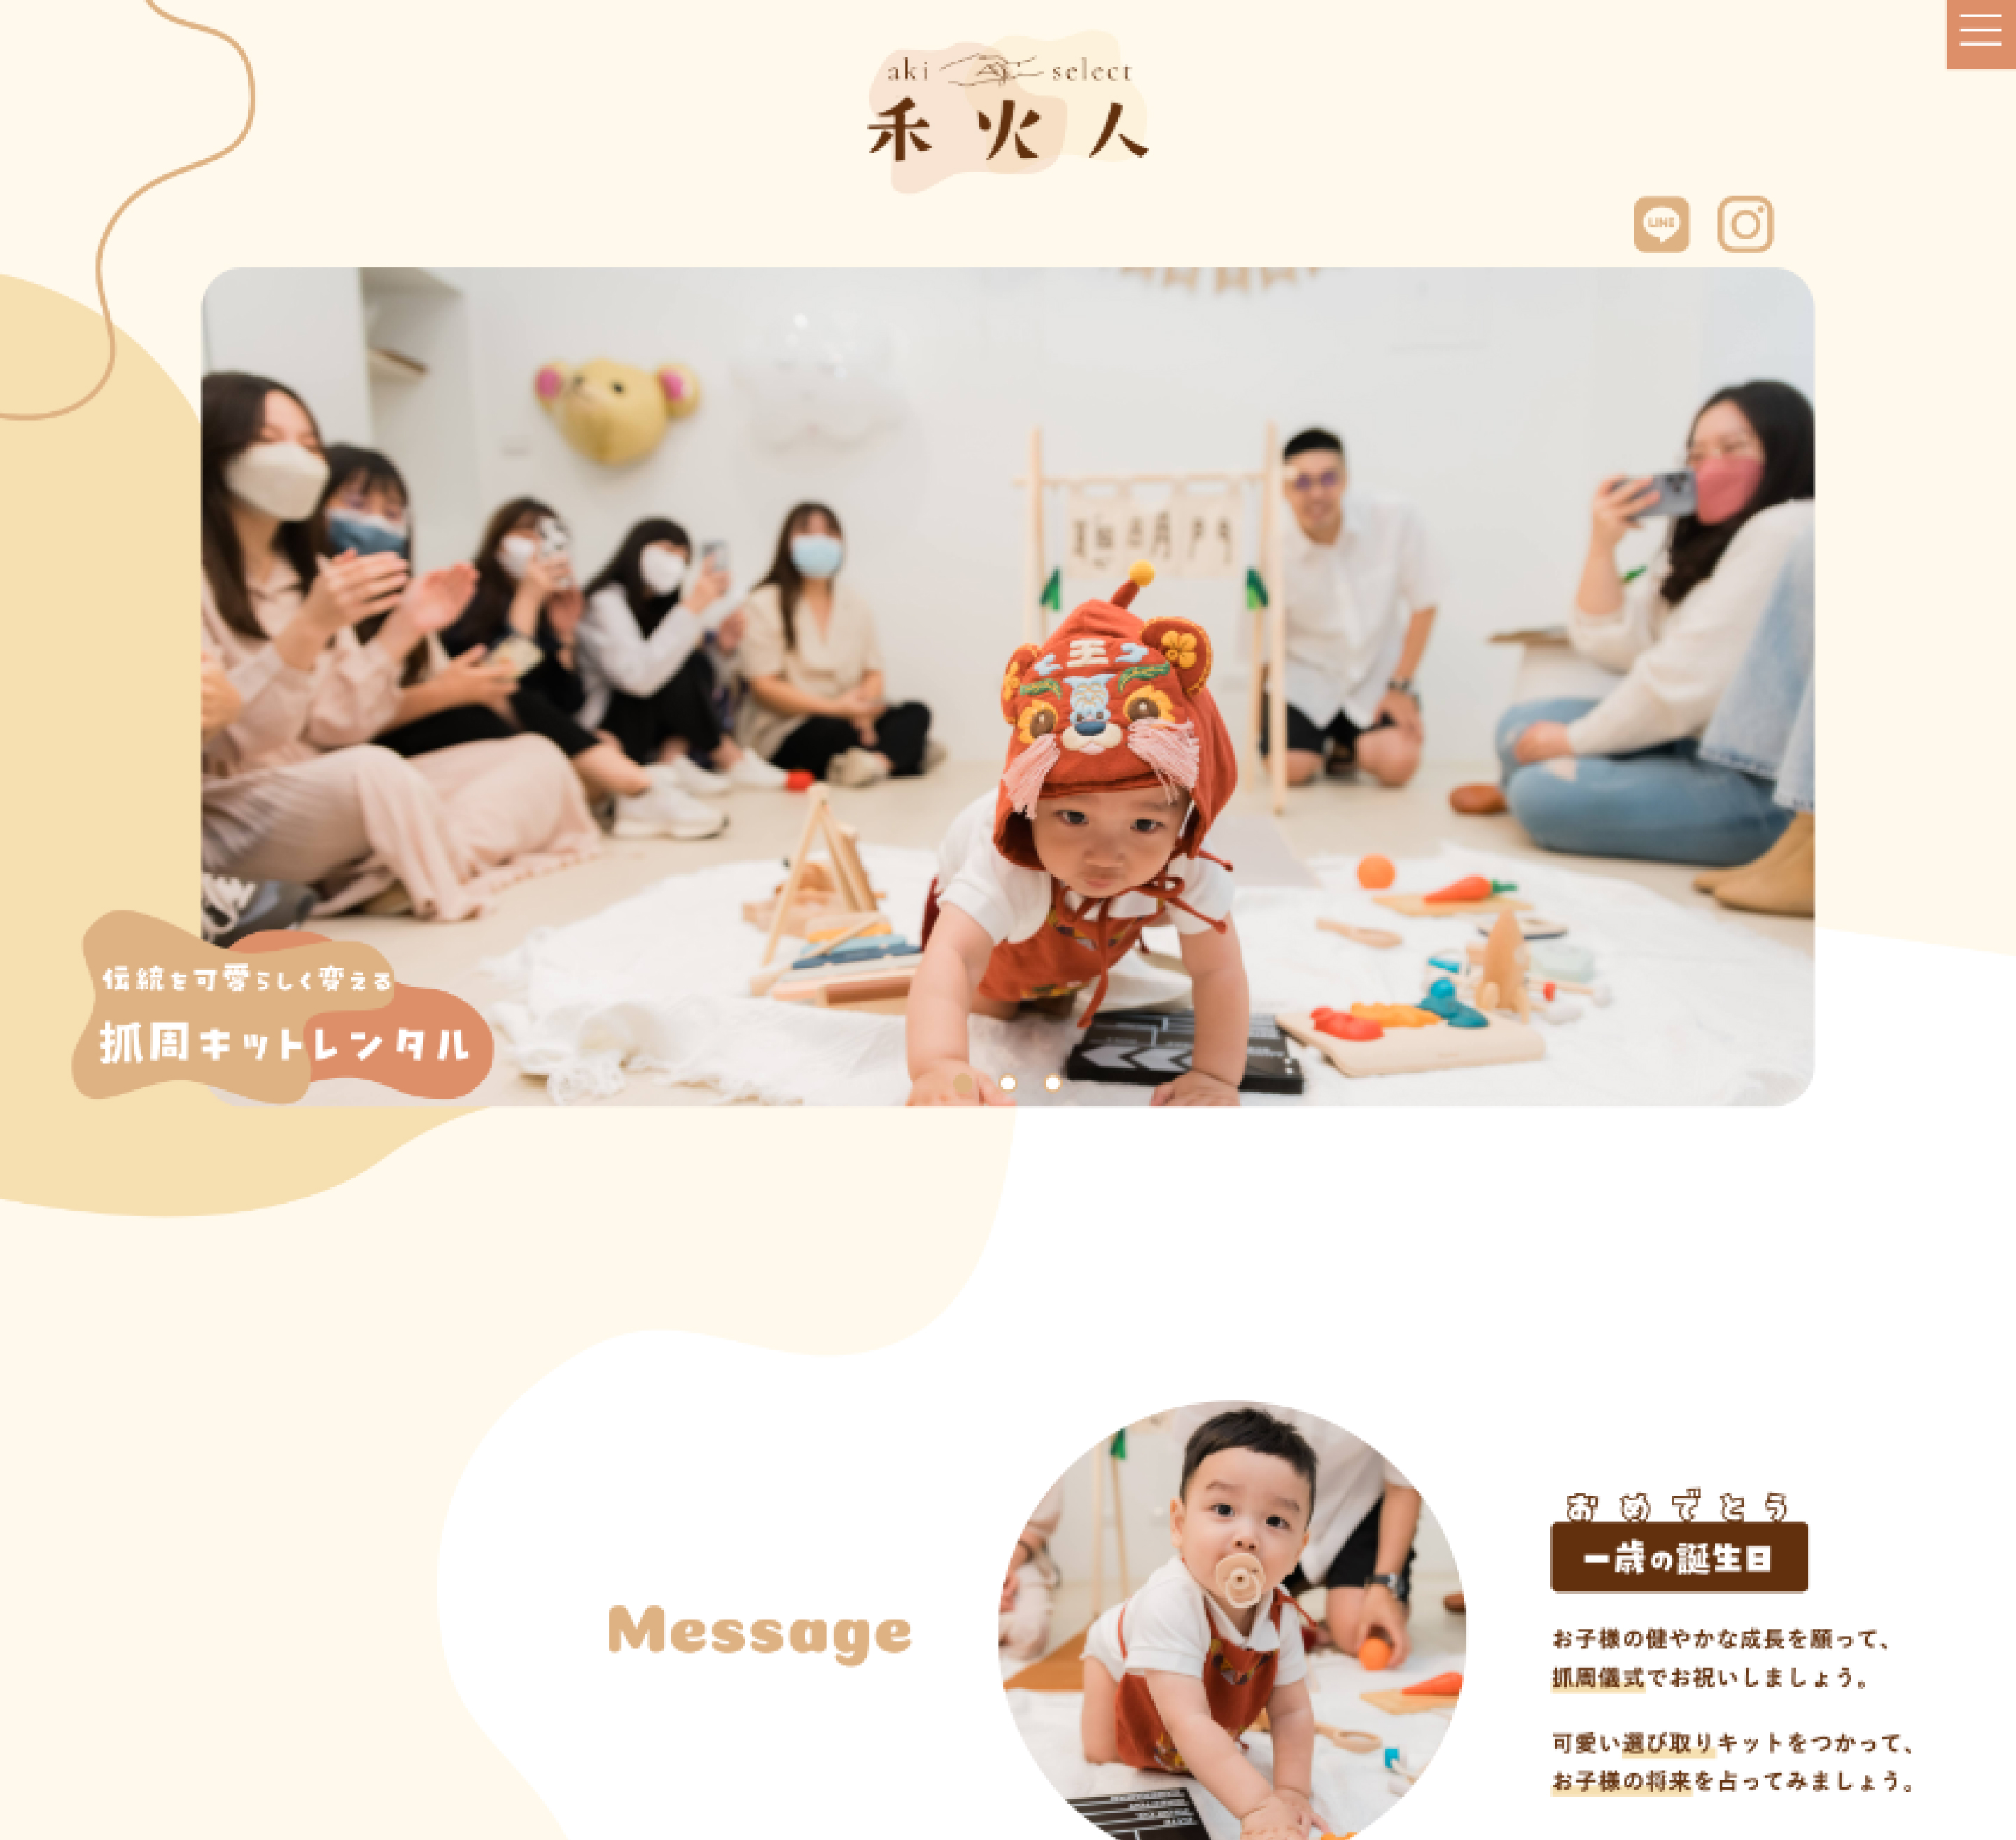 aki select
禾火人
LINE
聰明門
王
伝統を可愛らしく変える
抓周キットレンタル
Message
おめでとう
一歳の誕生日
お子様の健やかな成長を願って、
抓周儀式でお祝いしましょう。
可愛い選び取りキットをつかって、
お子様の将来を占ってみましょう。